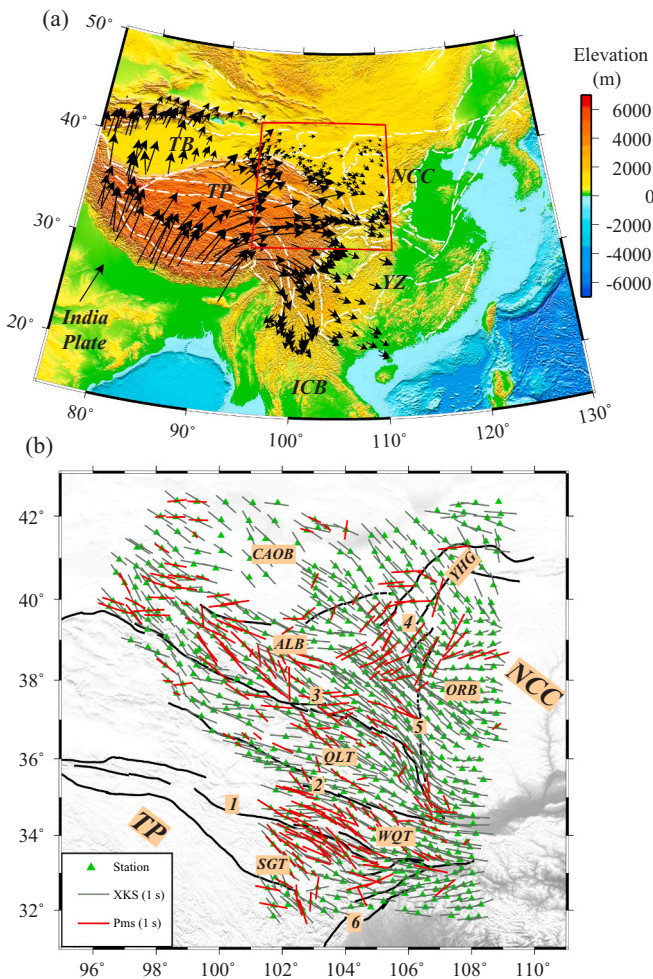 (a)
50°
40°
30°
20°
80°
90°
100°
110°
120°
130°
TB
TP
NCC
YZ
ICB
India
Plate
Elevation
(m)
6000
4000
2000
0
-2000
-4000
-6000
(b)
42°
40°
38°
36°
34°
32°
CAOB
YHG
4
ALB
3
ORB
NCC
5
QLT
2
1
WQT
TP
SGT
6
Station
XKS (1 s)
Pms (1 s)
96°
98°
100°
102°
104°
106°
108°
110°